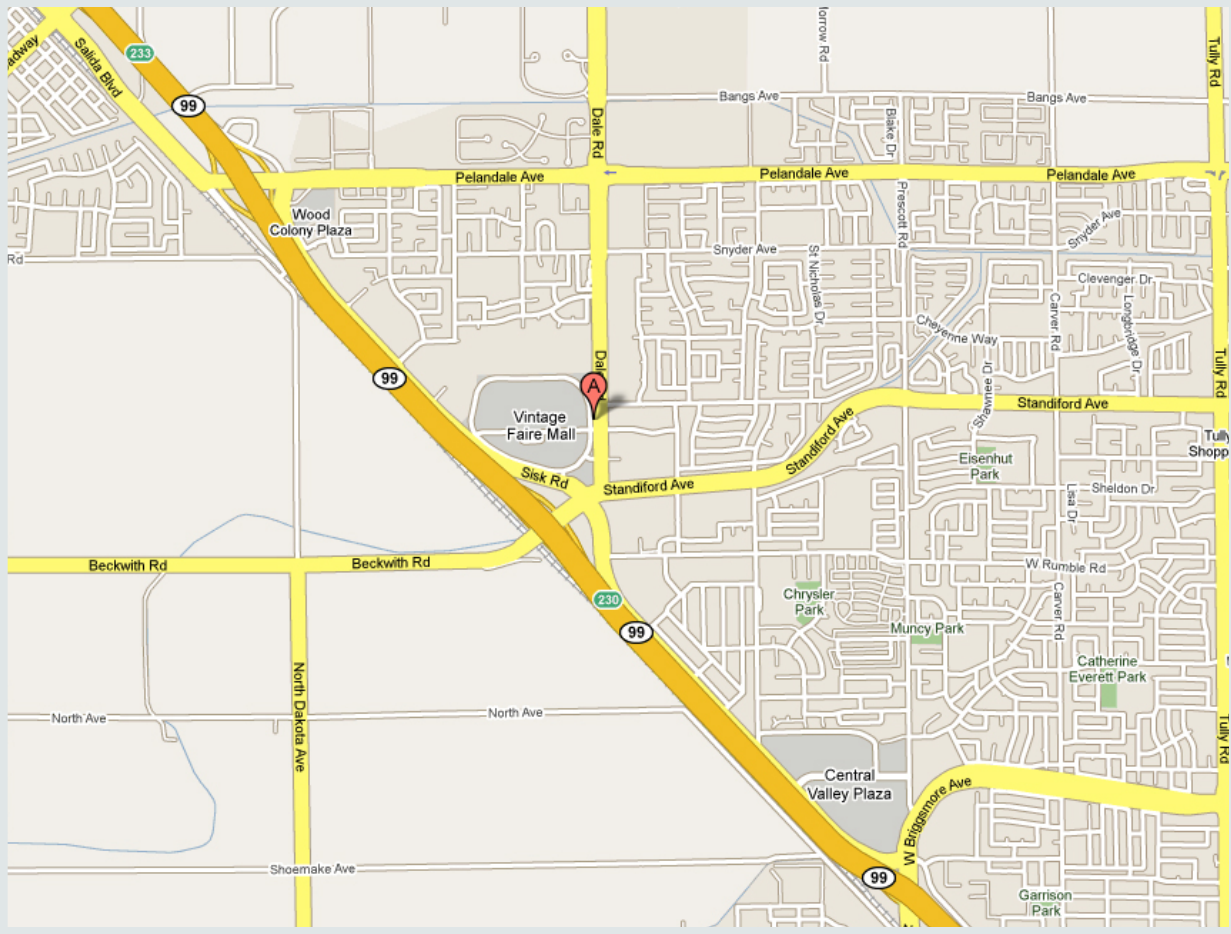 233
Salida Blvd
99
Morrow Rd
Tully Rd
Bangs Ave
Bangs Ave
Dale Rd
Blake Dr
Pelandale Ave
Pelandale Ave
Pelandale Ave
Wood
Colony Plaza
Prescott Rd
Snyder Ave
Snyder Ave
Rd
St Nicholas Dr
Clevenger Dr
Carver Rd
Longbridge Dr
Cheyenne Way
99
Tully Rd
A
Shawnee Dr
Standiford Ave
Vintage
Faire Mall
Standiford Ave
Sisk Rd
Standiford Ave
Eisenhut
Park
Sheldon Dr
Lisa Dr
Beckwith Rd
Beckwith Rd
W Rumble Rd
230
Chrysler
Park
Carver Rd
99
Muncy Park
Catherine
Everett Park
North Dakota Ave
North Ave
North Ave
Tully Rd
Central
Valley Plaza
W Briggsmore Ave
Shoemake Ave
99
Garrison
Park